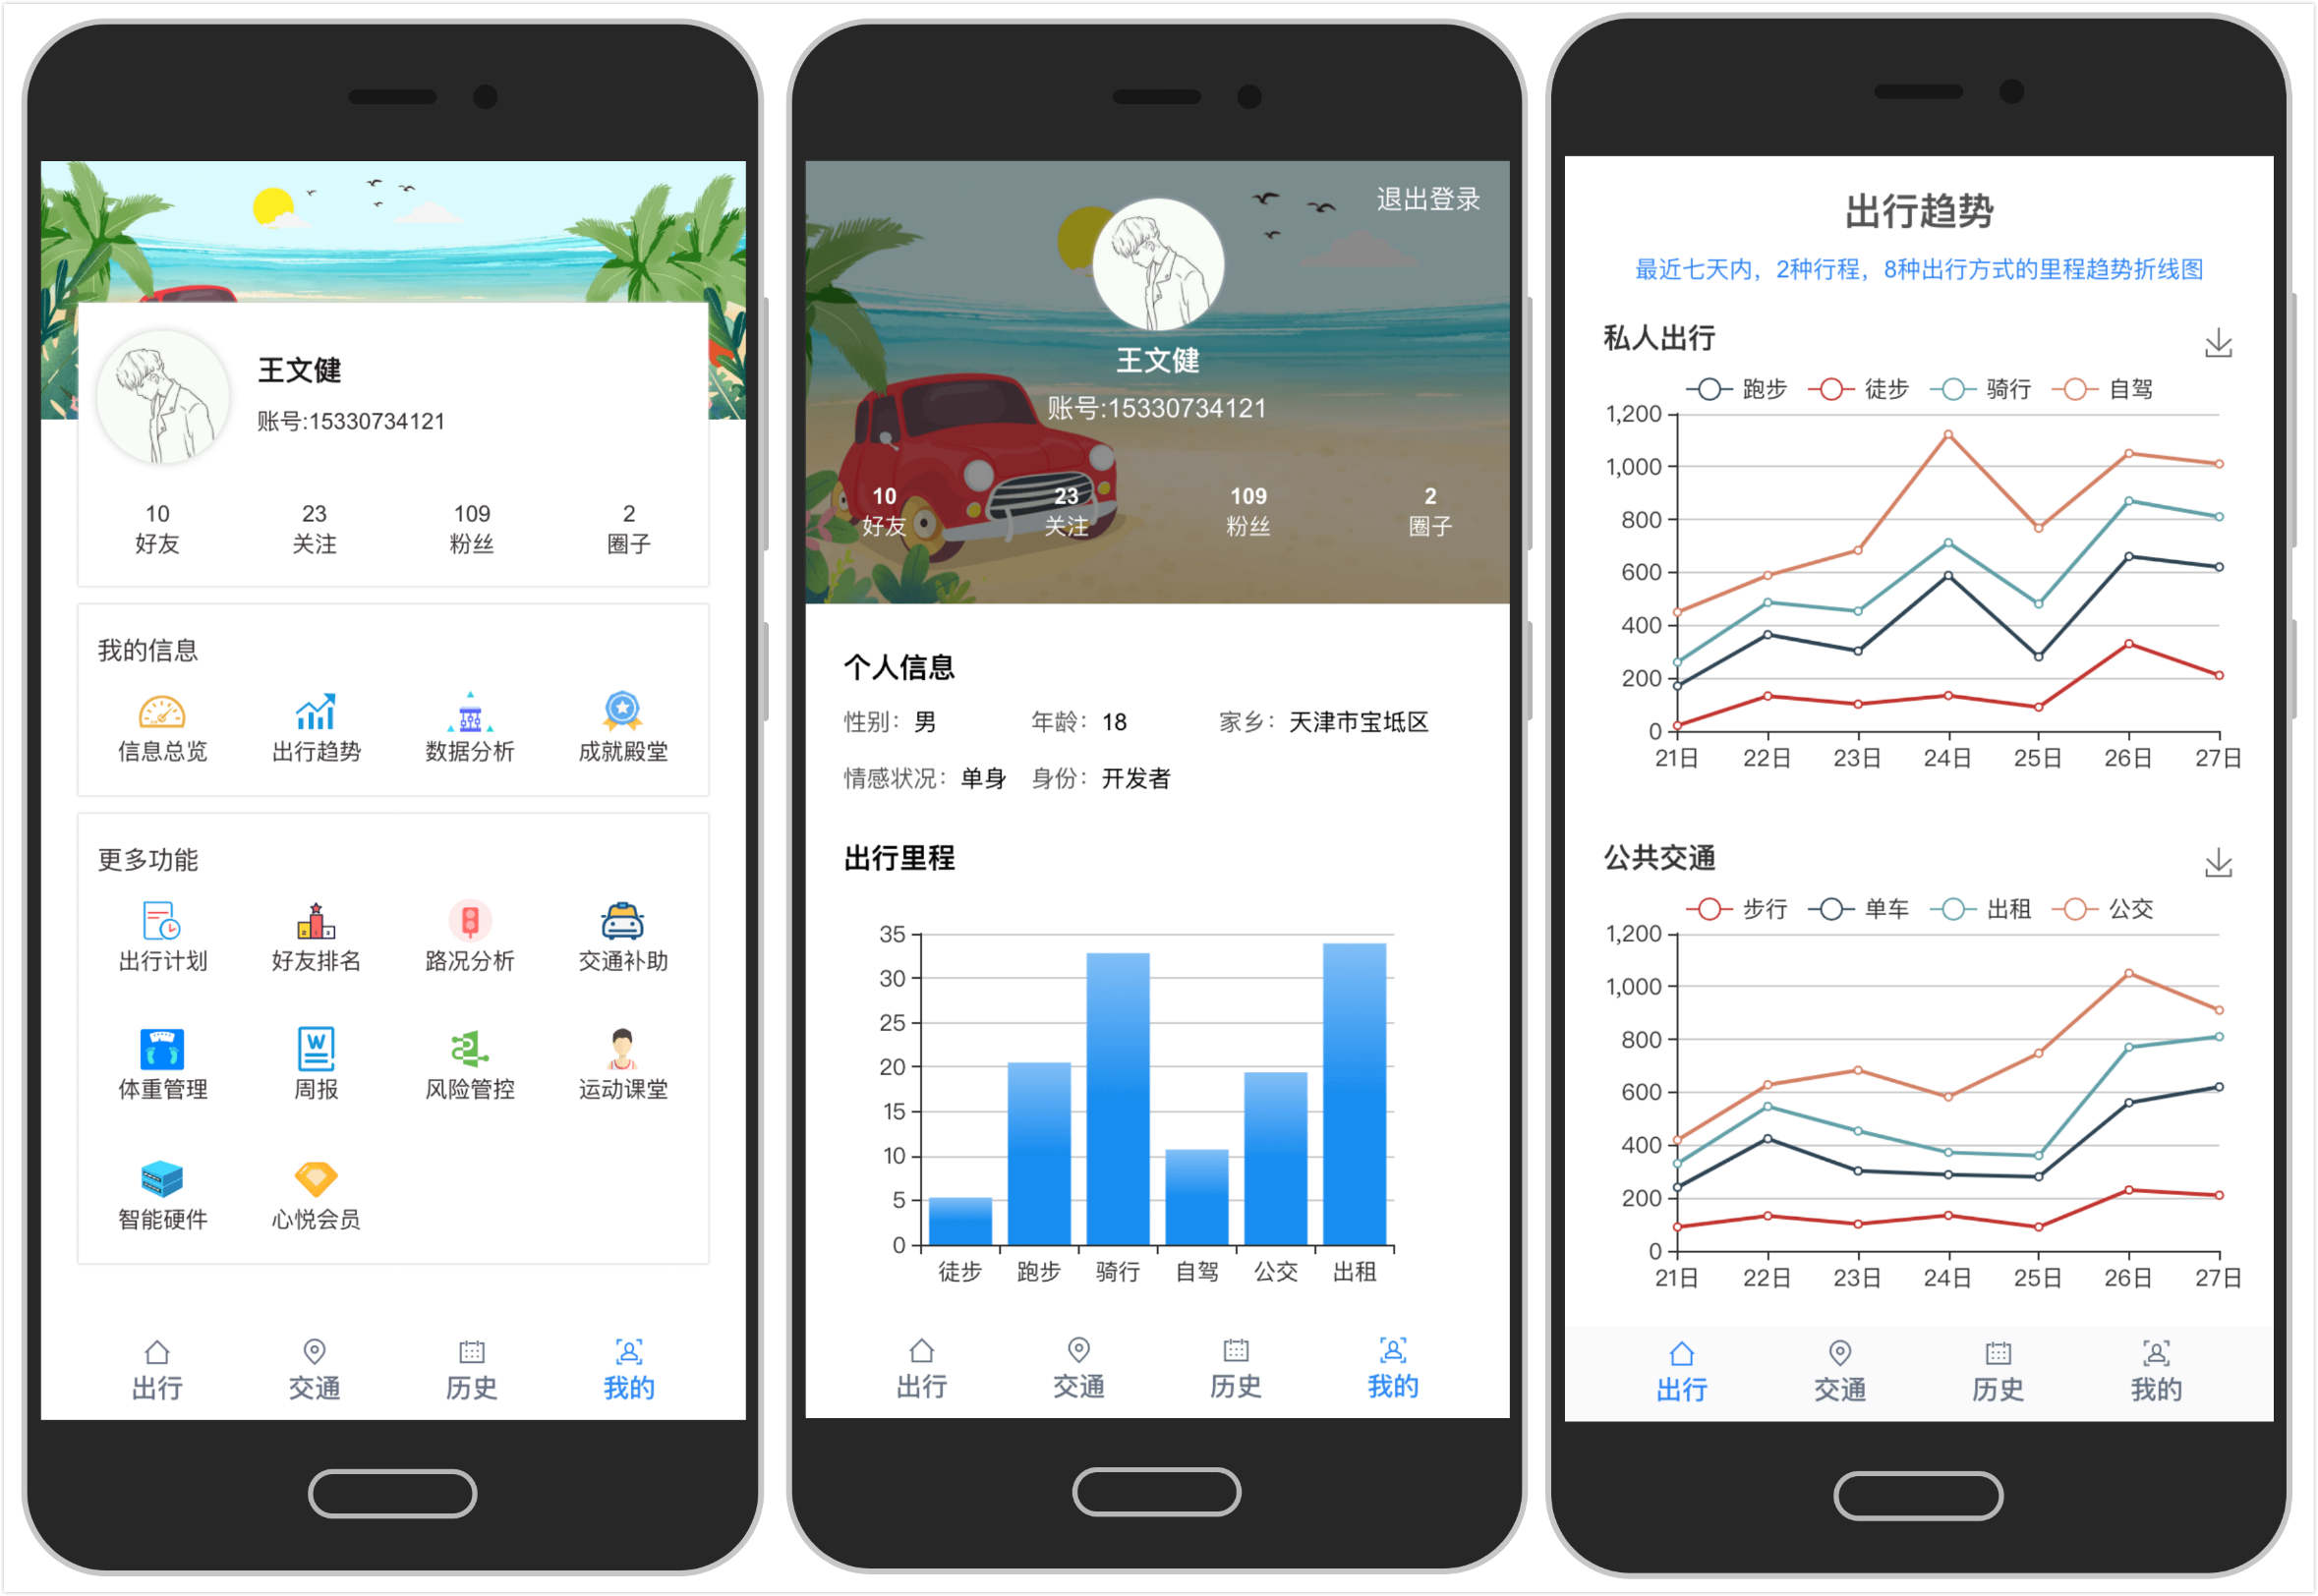 王文健
账号:15330734121
10 23 109 2
好友 关注 粉丝 圈子
我的信息
信息总览 出行趋势 数据分析 成就殿堂
更多功能
出行计划 好友排名 路况分析 交通补助
W
体重管理 周报 风险管控 运动课堂
智能硬件 心悦会员
出行 交通 历史 我的
退出登录
王文健
账号:15330734121
10 23 109 2
好友 关注 粉丝 圈子
个人信息
性别: 男 年龄: 18 家乡: 天津市宝坻区
情感状况: 单身 身份: 开发者
出行里程
35
30
25
20
15
10
5
0
徒步 跑步 骑行 自驾 公交 出租
出行 交通 历史 我的
出行趋势
最近七天内，2种行程，8种出行方式的里程趋势折线图
私人出行
跑步 徒步 骑行 自驾
1,200
1,000
800
600
400
200
0
21日 22日 23日 24日 25日 26日 27日
公共交通
步行 单车 出租 公交
1,200
1,000
800
600
400
200
0
21日 22日 23日 24日 25日 26日 27日
出行 交通 历史 我的